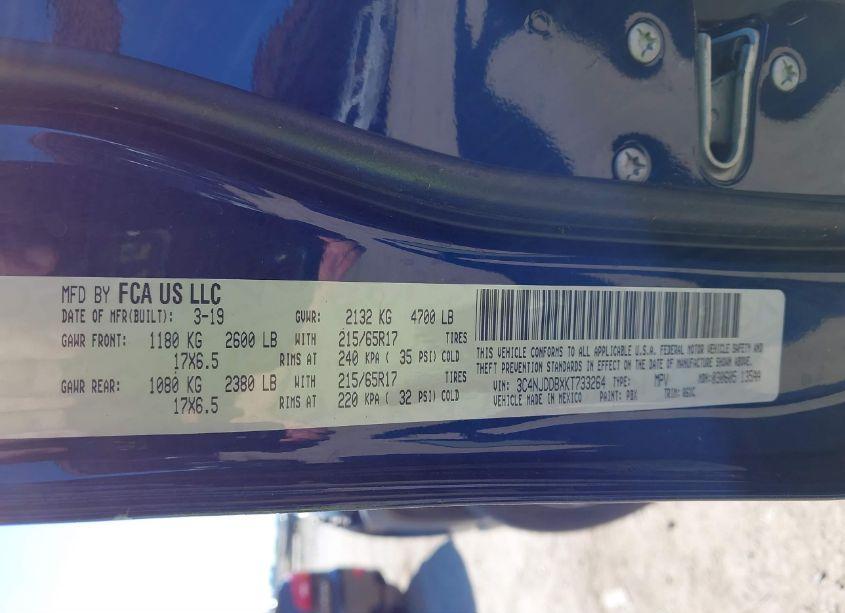 MFD BY FCA US LLC
DATE OF MFR(BUILT): 3-19 GVWR: 2132 KG 4700 LB
GAWR FRONT: 1180 KG 2600 LB WITH 215/65R17 TIRES
17X6.5 RIMS AT 240 KPA ( 35 PSI) COLD
GAWR REAR: 1080 KG 2380 LB WITH 215/65R17 TIRES
17X6.5 RIMS AT 220 KPA ( 32 PSI) COLD
THIS VEHICLE CONFORMS TO ALL APPLICABLE U.S.A. FEDERAL MOTOR VEHICLE SAFETY AND
THEFT PREVENTION STANDARDS IN EFFECT ON THE DATE OF MANUFACTURE SHOWN ABOVE.
VIN: 3C4NJDDBXKT733264 TYPE: MPV
VEHICLE MADE IN MEXICO PAINT: PBX TRIM: